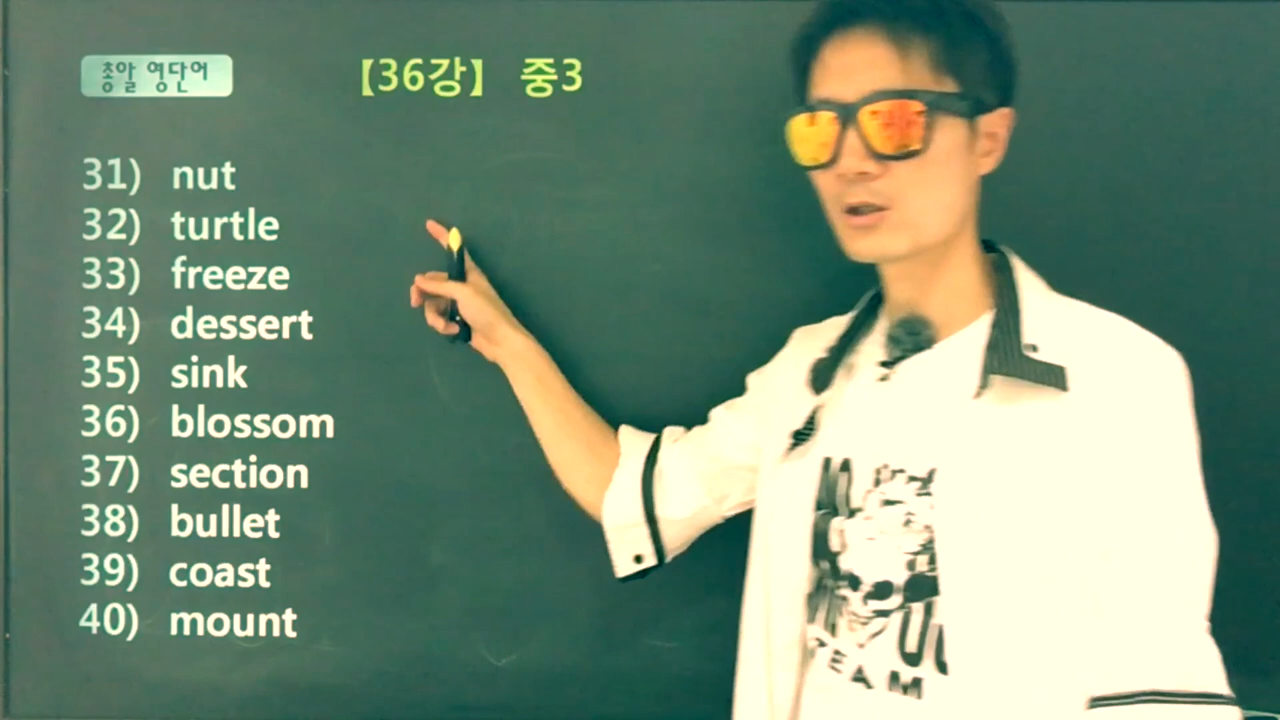 총알 영단어
【36강】 중3
31) nut
32) turtle
33) freeze
34) dessert
35) sink
36) blossom
37) section
38) bullet
39) coast
40) mount
TEAM